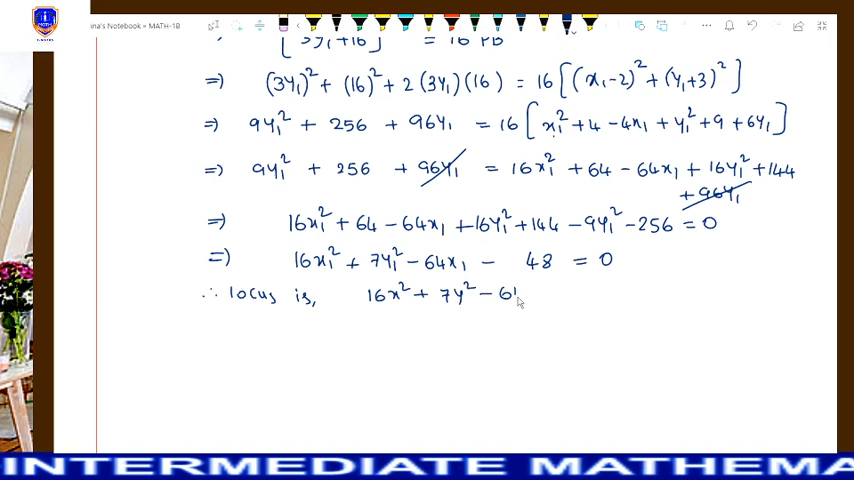 ina's Notebook » MATH-1B
[3y₁+16] = 16 PB
⇒ (3y₁)² + (16)² + 2(3y₁)(16) = 16[(x₁-2)² + (y₁+3)²]
⇒ 9y₁² + 256 + 96y₁ = 16[x₁² + 4 - 4x₁ + y₁² + 9 + 6y₁]
⇒ 9y₁² + 256 + 96y₁ = 16x₁² + 64 - 64x₁ + 16y₁² + 144
+96y₁
⇒ 16x₁² + 64 - 64x₁ + 16y₁² + 144 - 9y₁² - 256 = 0
⇒ 16x₁² + 7y₁² - 64x₁ - 48 = 0
∴ locus is, 16x² + 7y² - 6
INTERMEDIATE MATHEMA